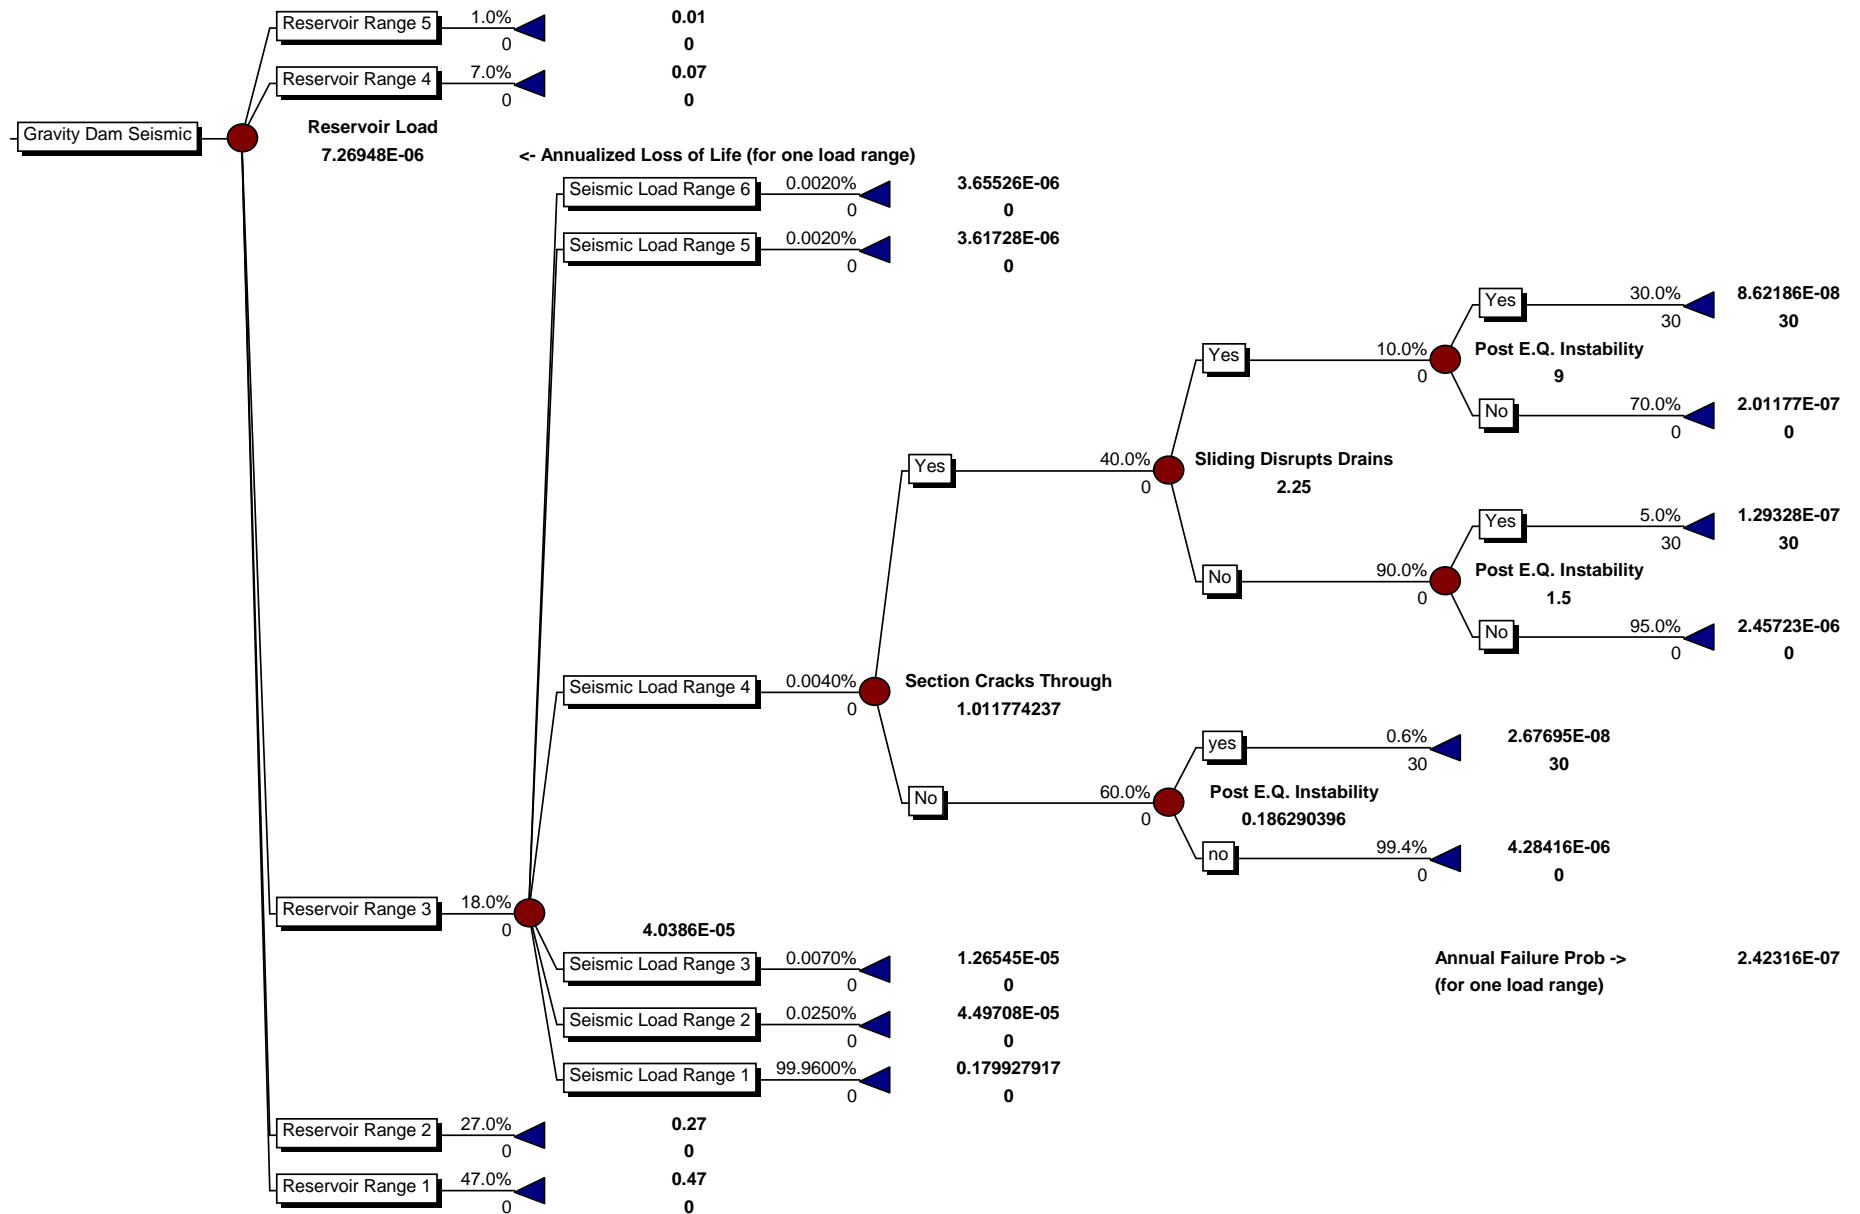 Reservoir Range 5 1.0% 0.01
0 0
Reservoir Range 4 7.0% 0.07
0 0
Gravity Dam Seismic
Reservoir Load
7.26948E-06
<- Annualized Loss of Life (for one load range)
Seismic Load Range 6 0.0020% 3.65526E-06
0 0
Seismic Load Range 5 0.0020% 3.61728E-06
0 0
Yes 30.0% 8.62186E-08
30 30
Yes 10.0% Post E.Q. Instability
0 9
No 70.0% 2.01177E-07
0 0
Yes 40.0% Sliding Disrupts Drains
0 2.25
Yes 5.0% 1.29328E-07
30 30
No 90.0% Post E.Q. Instability
0 1.5
No 95.0% 2.45723E-06
0 0
Seismic Load Range 4 0.0040% Section Cracks Through
0 1.011774237
yes 0.6% 2.67695E-08
30 30
No 60.0% Post E.Q. Instability
0 0.186290396
no 99.4% 4.28416E-06
0 0
Reservoir Range 3 18.0%
0 4.0386E-05
Seismic Load Range 3 0.0070% 1.26545E-05
0 0
Annual Failure Prob -> 2.42316E-07
(for one load range)
Seismic Load Range 2 0.0250% 4.49708E-05
0 0
Seismic Load Range 1 99.9600% 0.179927917
0 0
Reservoir Range 2 27.0% 0.27
0 0
Reservoir Range 1 47.0% 0.47
0 0